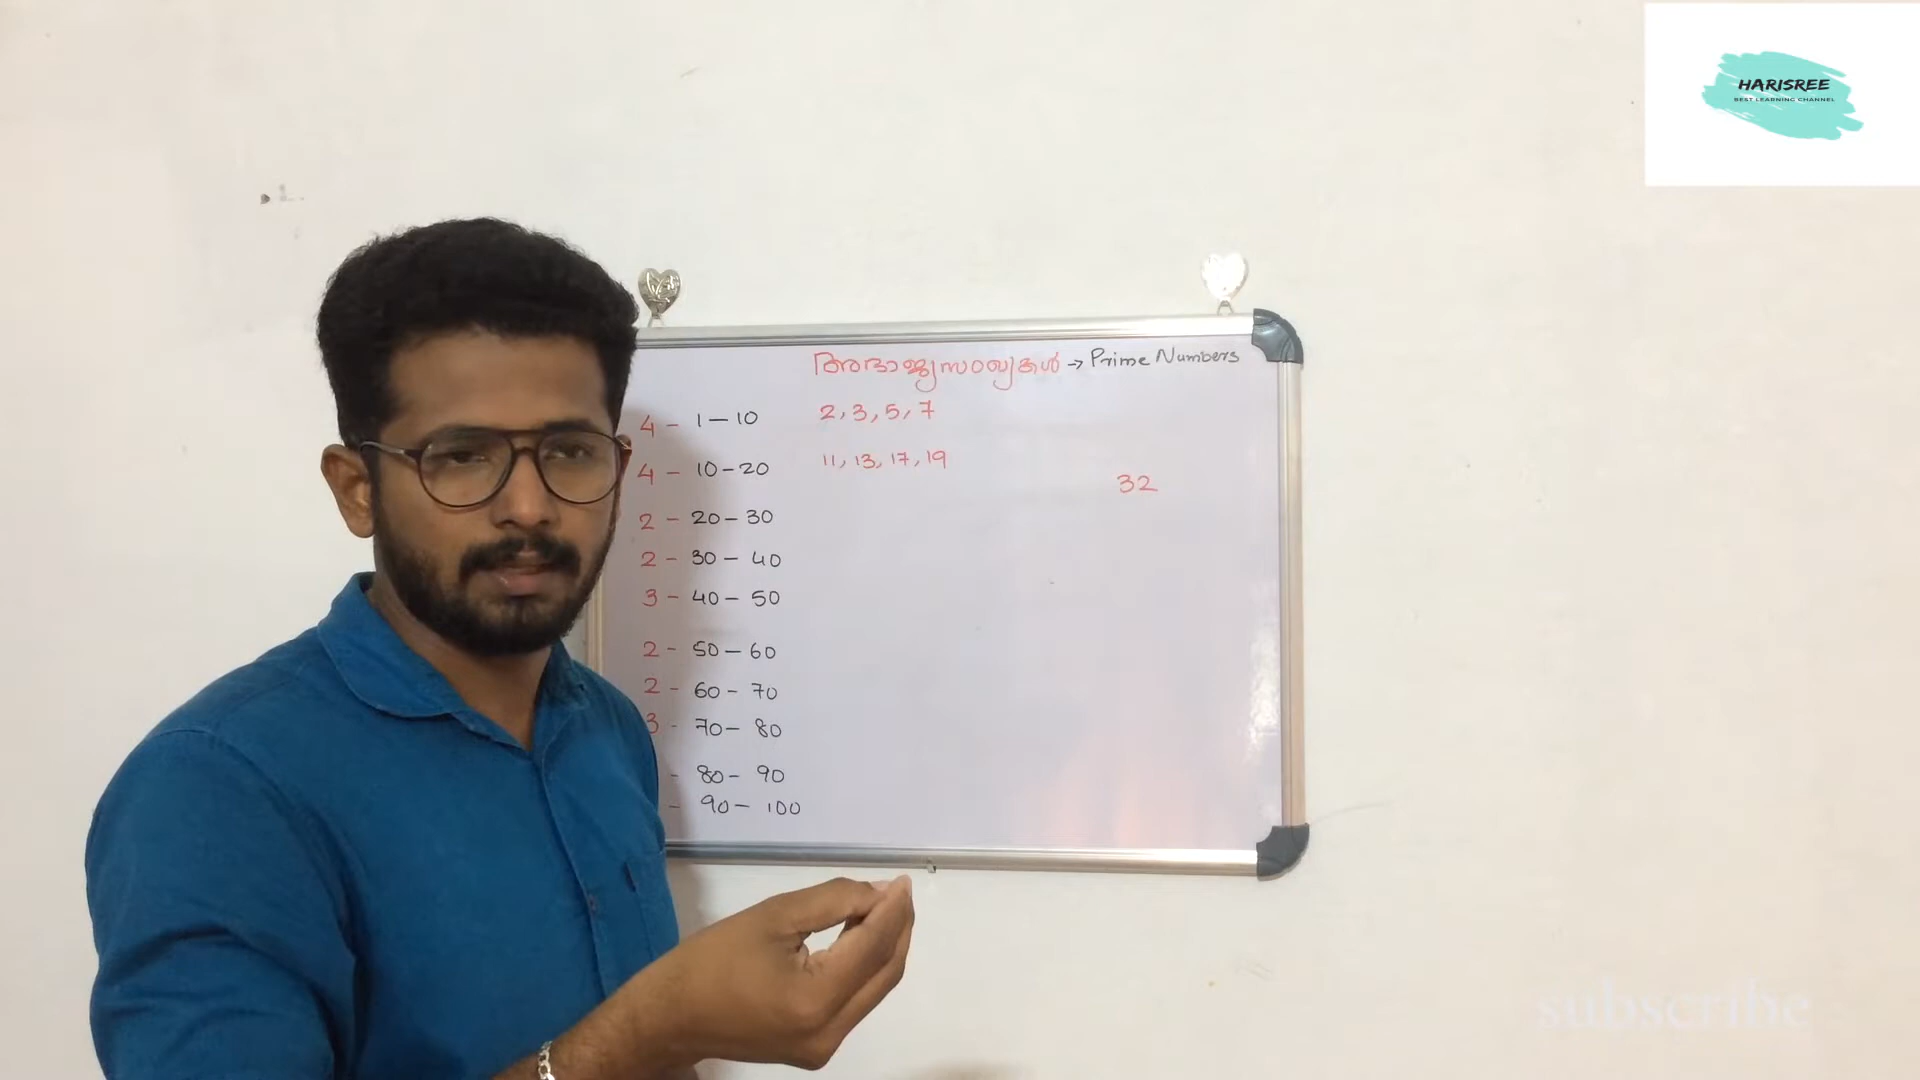 HARISREE
BEST LEARNING CHANNEL
അഭാജ്യസംഖ്യകൾ → Prime Numbers
4 - 1 - 10 2, 3, 5, 7
4 - 10 - 20 11, 13, 17, 19
32
2 - 20 - 30
2 - 30 - 40
3 - 40 - 50
2 - 50 - 60
2 - 60 - 70
3 - 70 - 80
- 80 - 90
- 90 - 100
subscribe